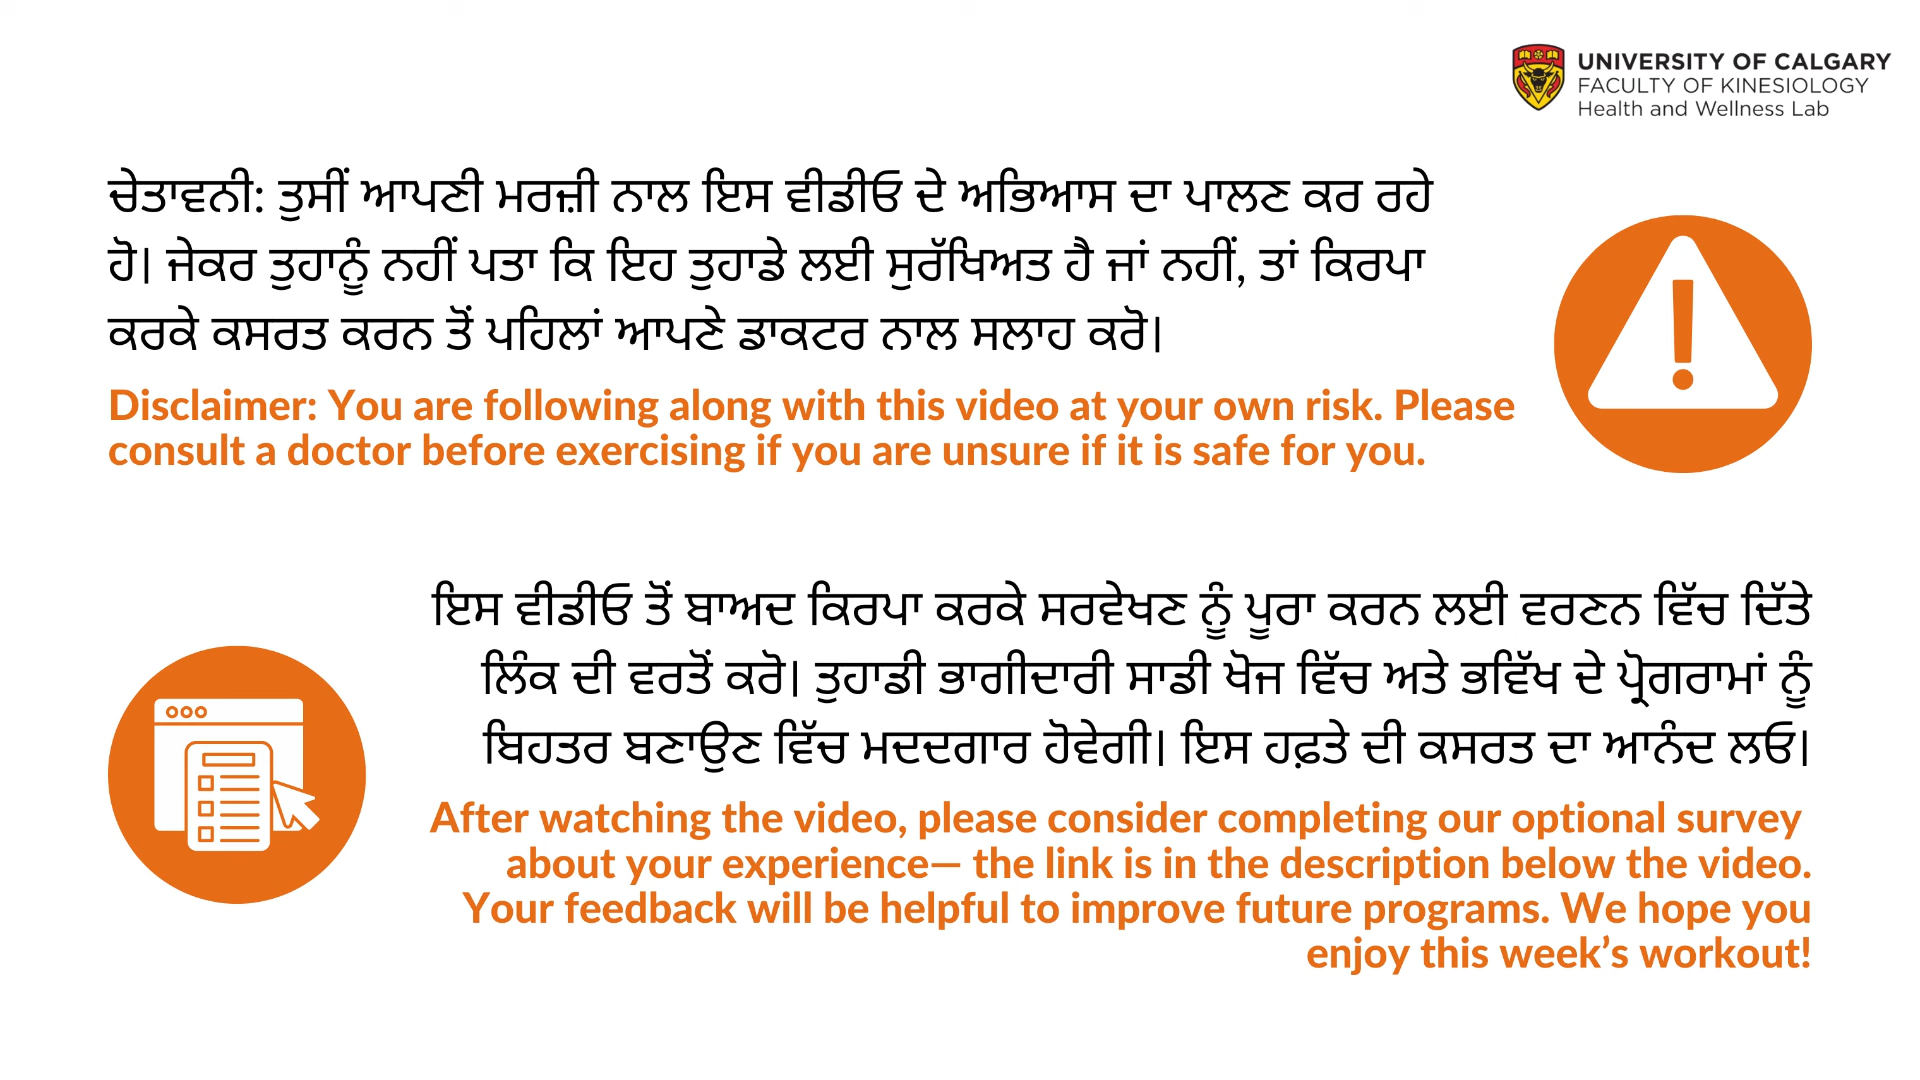 UNIVERSITY OF CALGARY
FACULTY OF KINESIOLOGY
Health and Wellness Lab
ਚੇਤਾਵਨੀ: ਤੁਸੀਂ ਆਪਣੀ ਮਰਜ਼ੀ ਨਾਲ ਇਸ ਵੀਡੀਓ ਦੇ ਅਭਿਆਸ ਦਾ ਪਾਲਣ ਕਰ ਰਹੇ
ਹੋ। ਜੇਕਰ ਤੁਹਾਨੂੰ ਨਹੀਂ ਪਤਾ ਕਿ ਇਹ ਤੁਹਾਡੇ ਲਈ ਸੁਰੱਖਿਅਤ ਹੈ ਜਾਂ ਨਹੀਂ, ਤਾਂ ਕਿਰਪਾ
ਕਰਕੇ ਕਸਰਤ ਕਰਨ ਤੋਂ ਪਹਿਲਾਂ ਆਪਣੇ ਡਾਕਟਰ ਨਾਲ ਸਲਾਹ ਕਰੋ।
Disclaimer: You are following along with this video at your own risk. Please
consult a doctor before exercising if you are unsure if it is safe for you.
ਇਸ ਵੀਡੀਓ ਤੋਂ ਬਾਅਦ ਕਿਰਪਾ ਕਰਕੇ ਸਰਵੇਖਣ ਨੂੰ ਪੂਰਾ ਕਰਨ ਲਈ ਵਰਣਨ ਵਿੱਚ ਦਿੱਤੇ
ਲਿੰਕ ਦੀ ਵਰਤੋਂ ਕਰੋ। ਤੁਹਾਡੀ ਭਾਗੀਦਾਰੀ ਸਾਡੀ ਖੋਜ ਵਿੱਚ ਅਤੇ ਭਵਿੱਖ ਦੇ ਪ੍ਰੋਗਰਾਮਾਂ ਨੂੰ
ਬਿਹਤਰ ਬਣਾਉਣ ਵਿੱਚ ਮਦਦਗਾਰ ਹੋਵੇਗੀ। ਇਸ ਹਫ਼ਤੇ ਦੀ ਕਸਰਤ ਦਾ ਆਨੰਦ ਲਓ।
After watching the video, please consider completing our optional survey
about your experience— the link is in the description below the video.
Your feedback will be helpful to improve future programs. We hope you
enjoy this week’s workout!